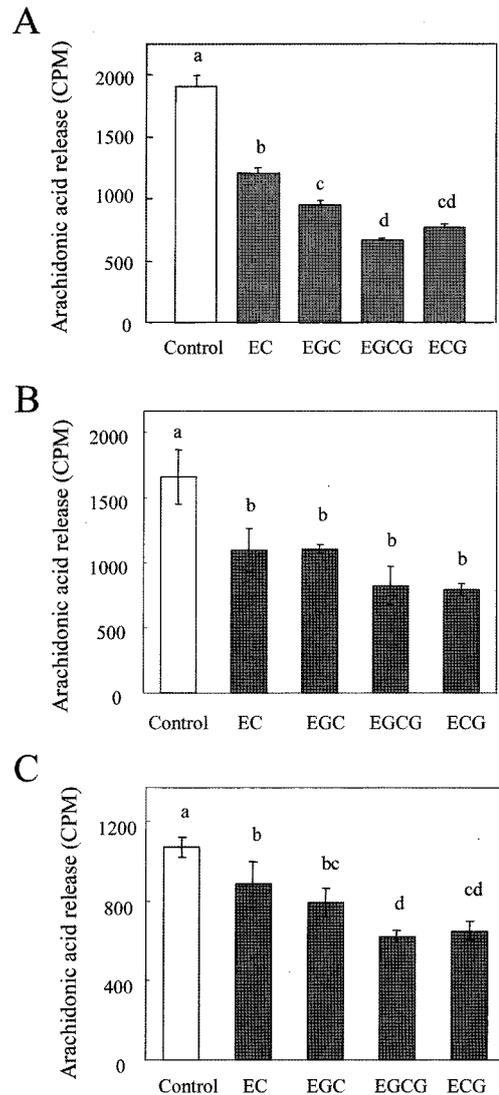 A
Arachidonic acid release (CPM)
2000
1500
1000
500
0
a
b
c
d
cd
Control EC EGC EGCG ECG
B
Arachidonic acid release (CPM)
2000
1500
1000
500
0
a
b
b
b
b
Control EC EGC EGCG ECG
C
Arachidonic acid release (CPM)
1200
800
400
0
a
b
bc
d
cd
Control EC EGC EGCG ECG